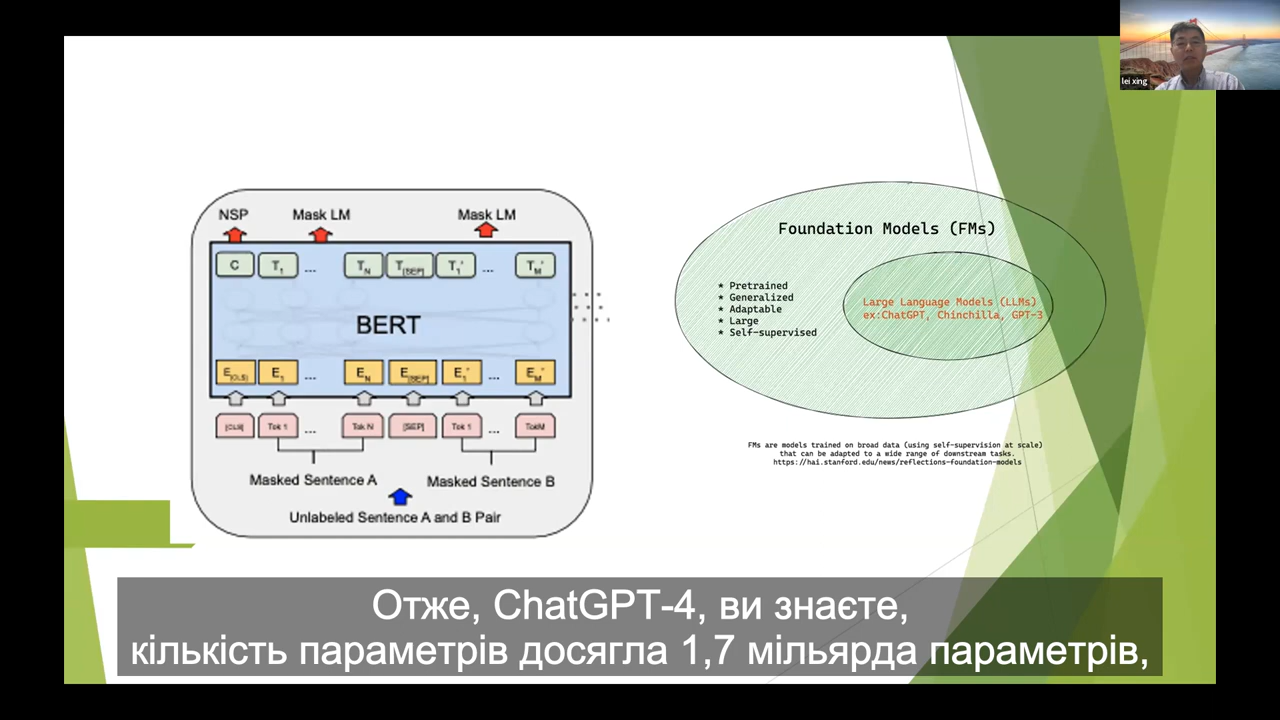 lei xing
NSP
Mask LM
Mask LM
C
T1
...
TN
T[SEP]
T1'
...
TM'
BERT
E[CLS]
E1
...
EN
E[SEP]
E1'
...
EM'
[CLS]
Tok 1
...
Tok N
[SEP]
Tok 1
...
TokM
Masked Sentence A
Masked Sentence B
Unlabeled Sentence A and B Pair
Foundation Models (FMs)
* Pretrained
* Generalized
* Adaptable
* Large
* Self-supervised
Large Language Models (LLMs)
ex:ChatGPT, Chinchilla, GPT-3
FMs are models trained on broad data (using self-supervision at scale)
that can be adapted to a wide range of downstream tasks.
https://hai.stanford.edu/news/reflections-foundation-models
Отже, ChatGPT-4, ви знаєте,
кількість параметрів досягла 1,7 мільярда параметрів,